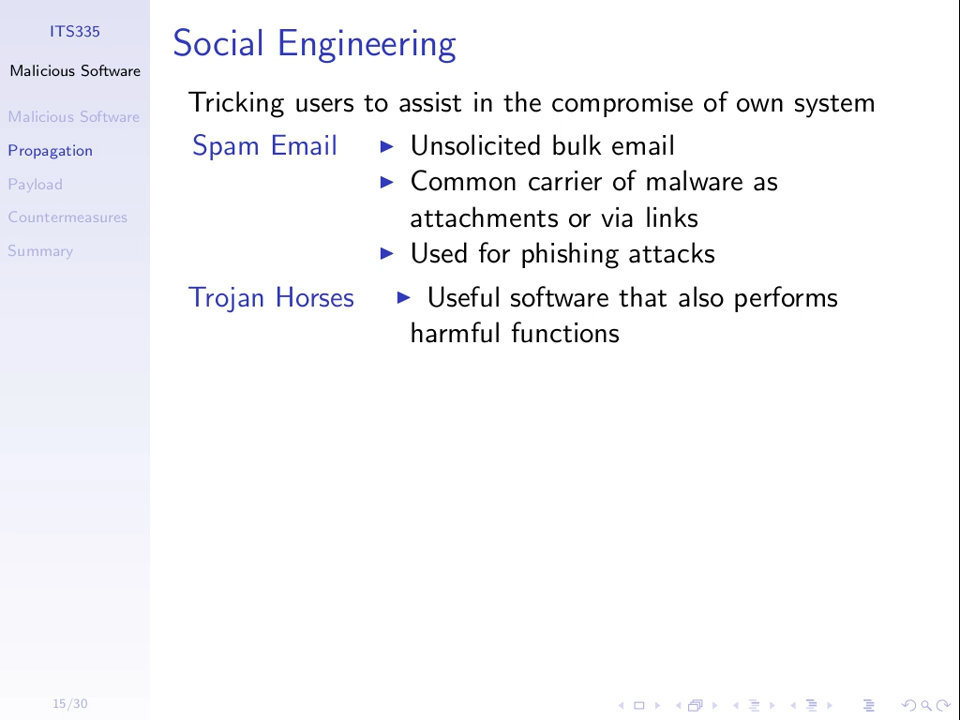 ITS335
Malicious Software
Malicious Software
Propagation
Payload
Countermeasures
Summary
Social Engineering
Tricking users to assist in the compromise of own system
Spam Email ▶ Unsolicited bulk email
▶ Common carrier of malware as
attachments or via links
▶ Used for phishing attacks
Trojan Horses ▶ Useful software that also performs
harmful functions
15/30